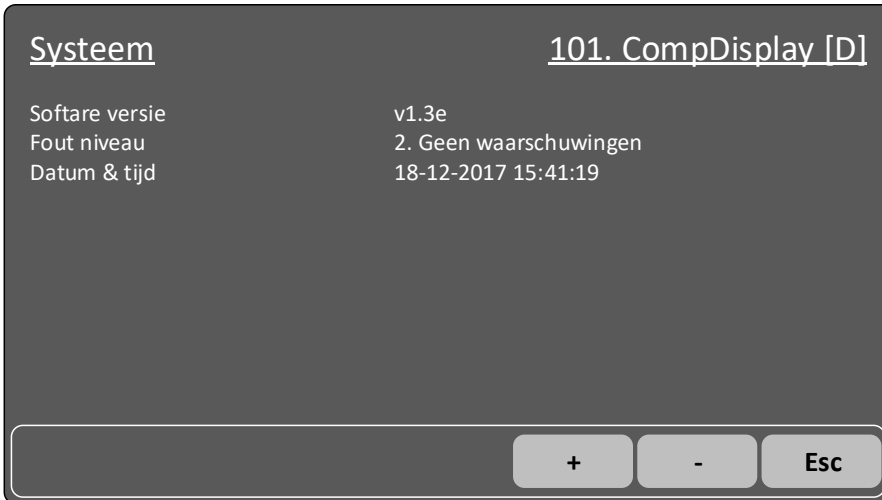 Systeem 101. CompDisplay [D]
Softare versie v1.3e
Fout niveau 2. Geen waarschuwingen
Datum & tijd 18-12-2017 15:41:19
+ - Esc